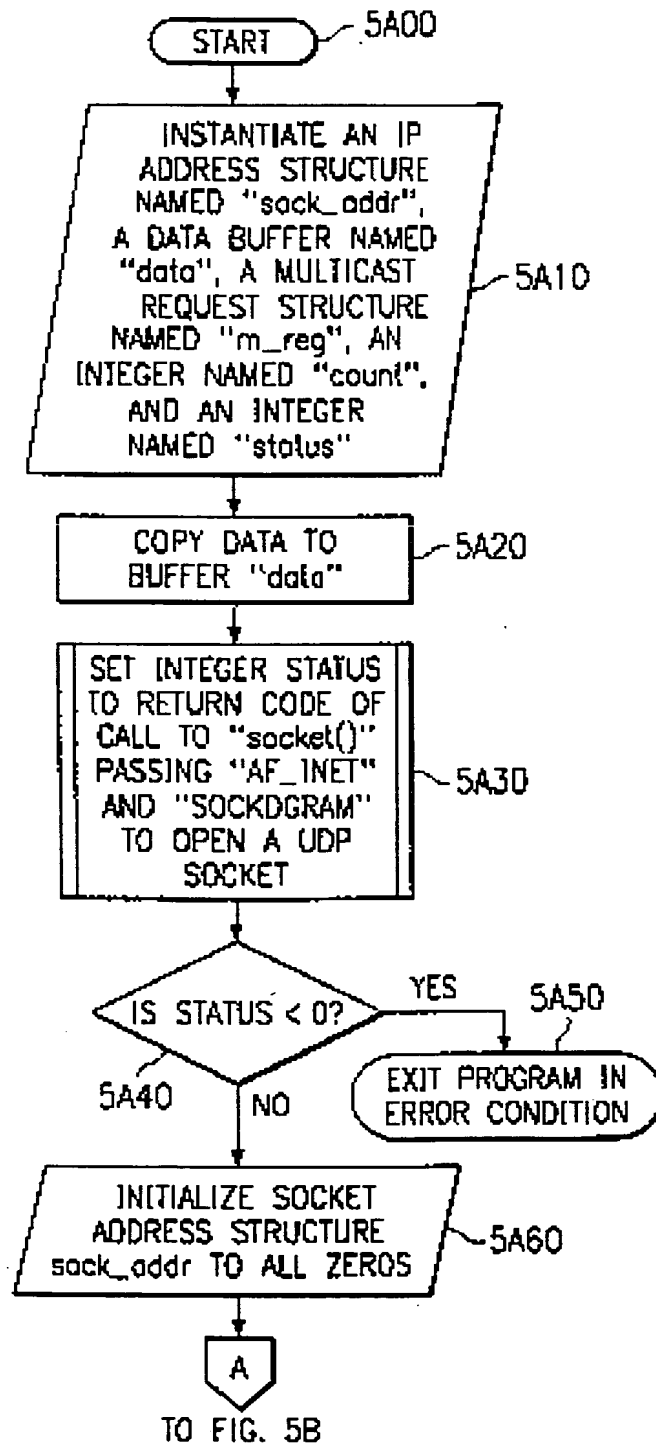 START
5A00
INSTANTIATE AN IP
ADDRESS STRUCTURE
NAMED "sock_addr",
A DATA BUFFER NAMED
"data", A MULTICAST
REQUEST STRUCTURE
NAMED "m_reg", AN
INTEGER NAMED "count",
AND AN INTEGER
NAMED "status"
5A10
COPY DATA TO
BUFFER "data"
5A20
SET INTEGER STATUS
TO RETURN CODE OF
CALL TO "socket()"
PASSING "AF_INET"
AND "SOCKDGRAM"
TO OPEN A UDP
SOCKET
5A30
IS STATUS < 0?
YES
5A40
NO
5A50
EXIT PROGRAM IN
ERROR CONDITION
INITIALIZE SOCKET
ADDRESS STRUCTURE
sock_addr TO ALL ZEROS
5A60
A
TO FIG. 5B